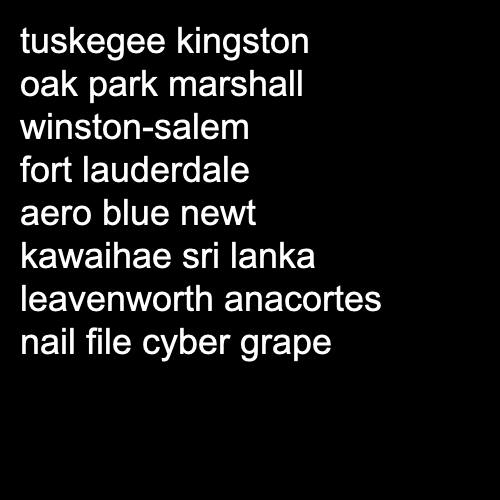 tuskegee kingston
oak park marshall
winston-salem
fort lauderdale
aero blue newt
kawaihae sri lanka
leavenworth anacortes
nail file cyber grape